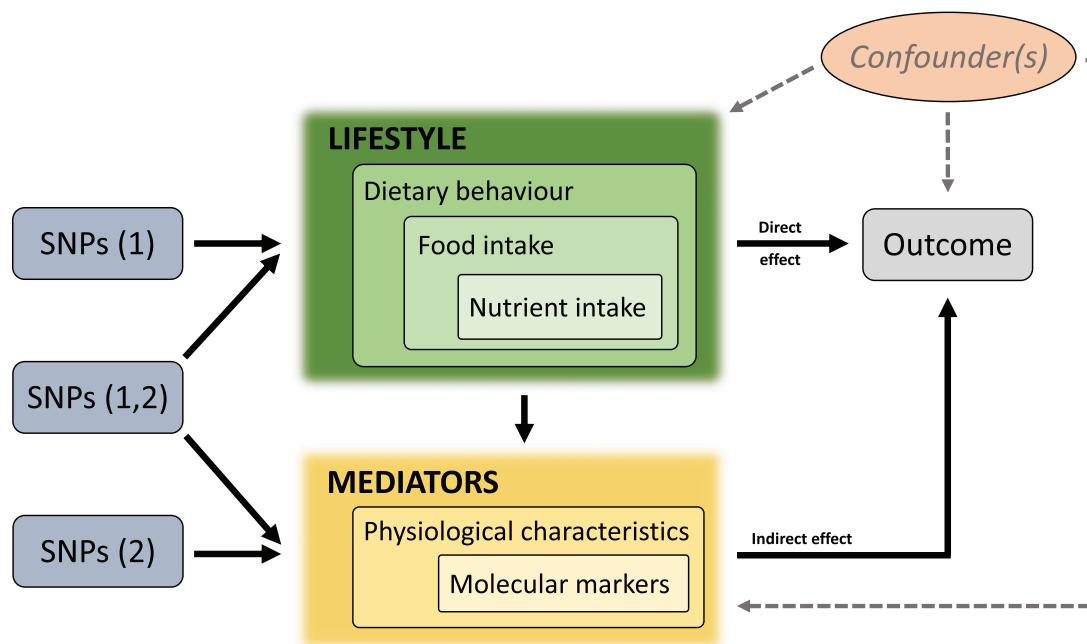 Confounder(s)
LIFESTYLE
Dietary behaviour
Food intake
Nutrient intake
SNPs (1)
Direct
effect
Outcome
SNPs (1,2)
MEDIATORS
Physiological characteristics
Molecular markers
SNPs (2)
Indirect effect